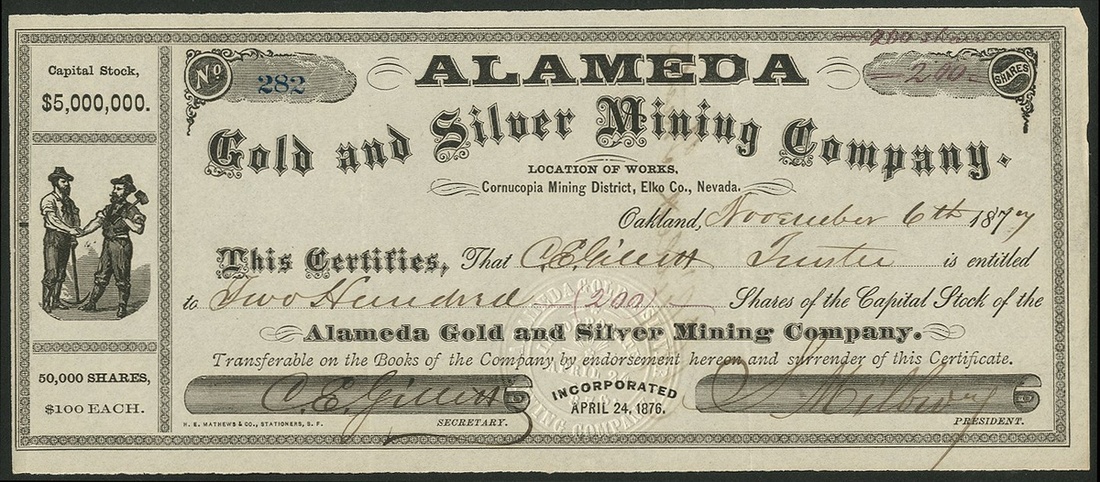 200 shares
Capital Stock,
$5,000,000.
No 282
ALAMEDA
200. SHARES
Gold and Silver Mining Company.
LOCATION OF WORKS,
Cornucopia Mining District, Elko Co., Nevada.
Oakland, November 6th 1877
This Certifies, That C. E. Gillett Trustee is entitled
to Two Hundred (200) Shares of the Capital Stock of the
Alameda Gold and Silver Mining Company.
Transferable on the Books of the Company by endorsement hereon and surrender of this Certificate.
50,000 SHARES,
$100 EACH.
C. E. Gillett
INCORPORATED
APRIL 24, 1876.
H. E. MATHEWS & CO., STATIONERS, S. F.
SECRETARY.
PRESIDENT.